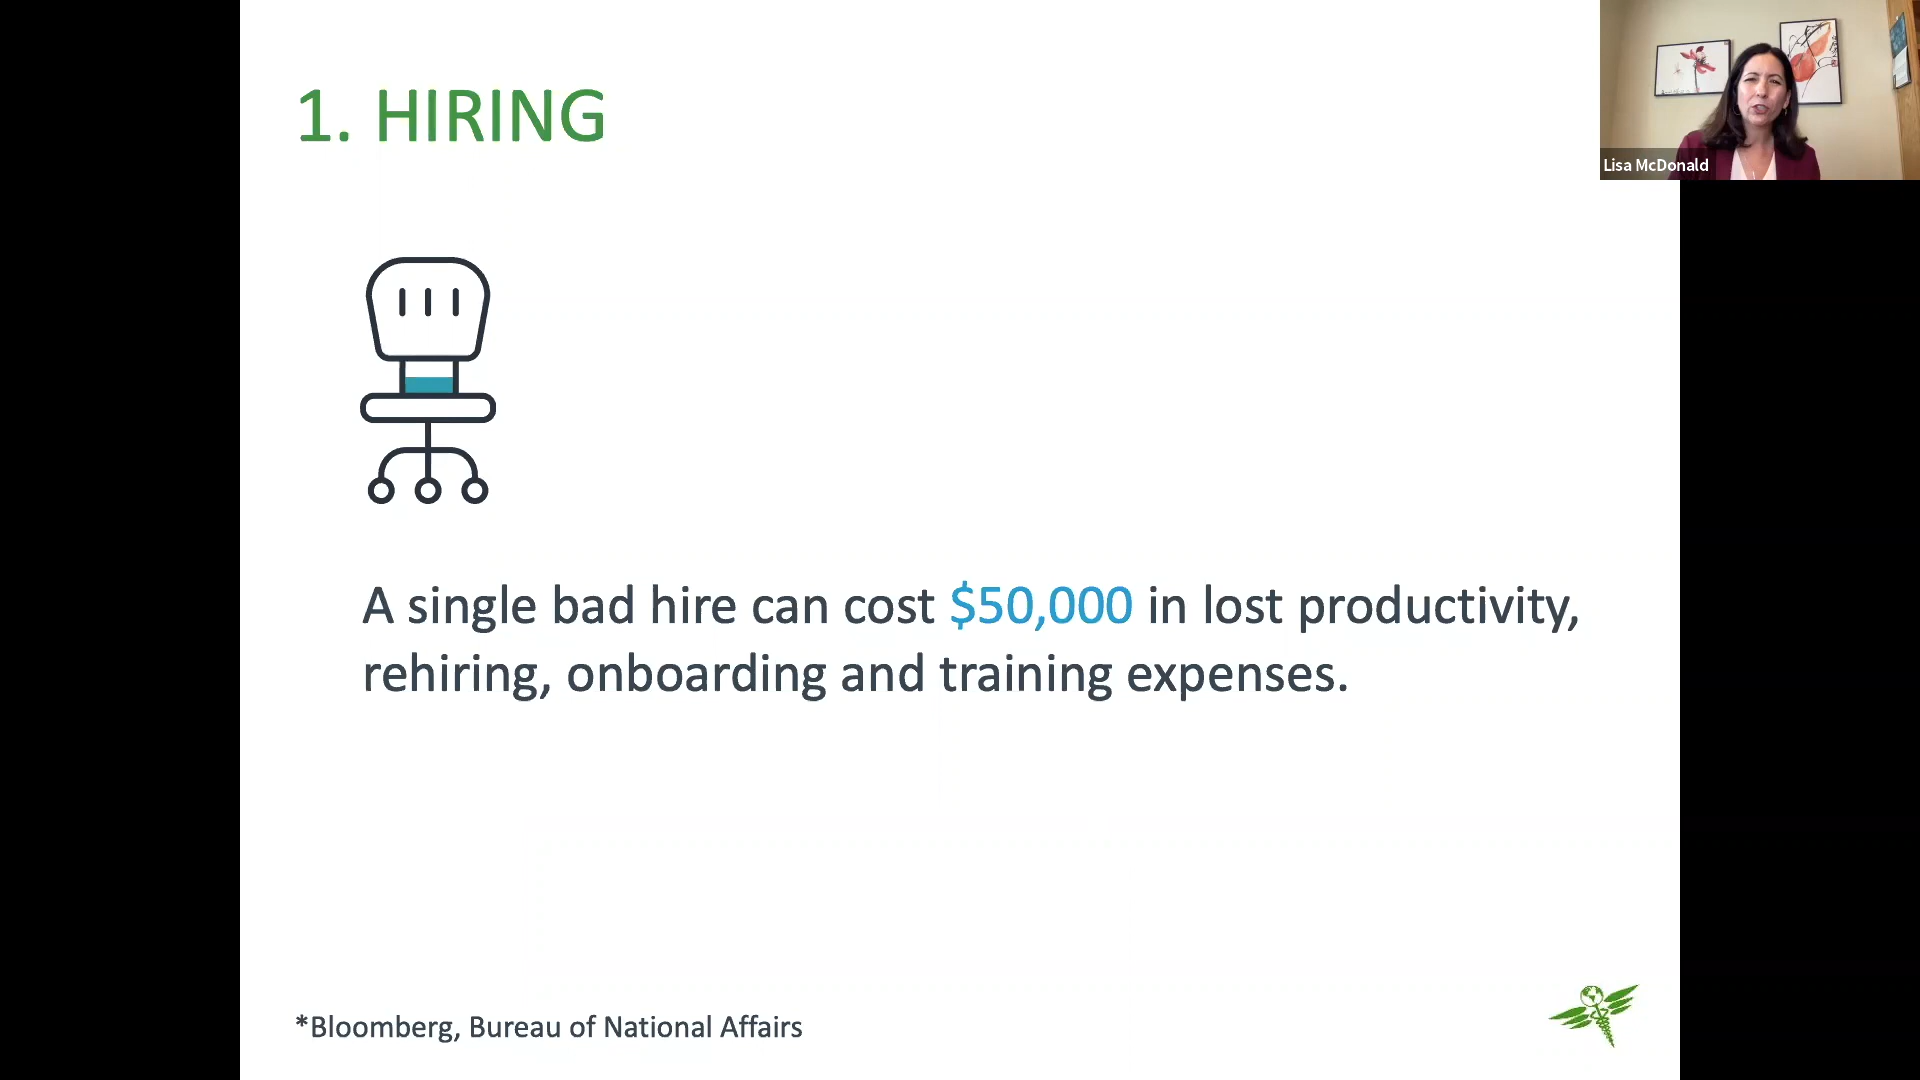 1. HIRING
Lisa McDonald
A single bad hire can cost $50,000 in lost productivity,
rehiring, onboarding and training expenses.
*Bloomberg, Bureau of National Affairs